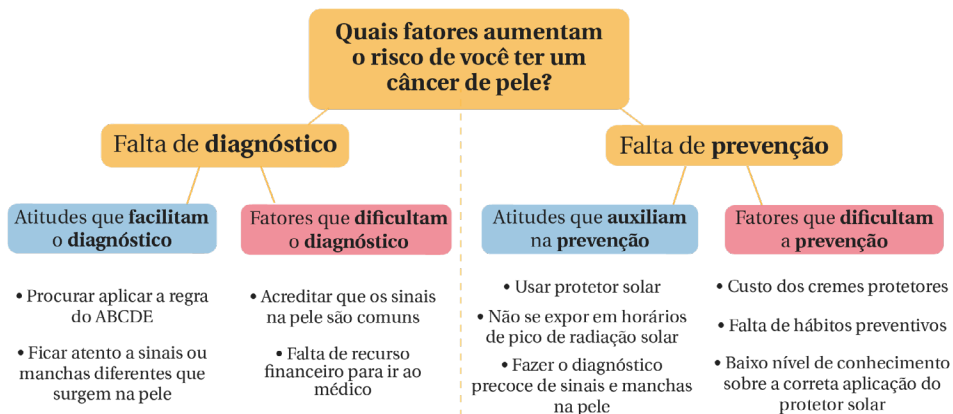 Quais fatores aumentam
o risco de você ter um
câncer de pele?
Falta de diagnóstico
Atitudes que facilitam
o diagnóstico
• Procurar aplicar a regra
do ABCDE
• Ficar atento a sinais ou
manchas diferentes que
surgem na pele
Fatores que dificultam
o diagnóstico
• Acreditar que os sinais
na pele são comuns
• Falta de recurso
financeiro para ir ao
médico
Falta de prevenção
Atitudes que auxiliam
na prevenção
• Usar protetor solar
• Não se expor em horários
de pico de radiação solar
• Fazer o diagnóstico
precoce de sinais e manchas
na pele
Fatores que dificultam
a prevenção
• Custo dos cremes protetores
• Falta de hábitos preventivos
• Baixo nível de conhecimento
sobre a correta aplicação do
protetor solar